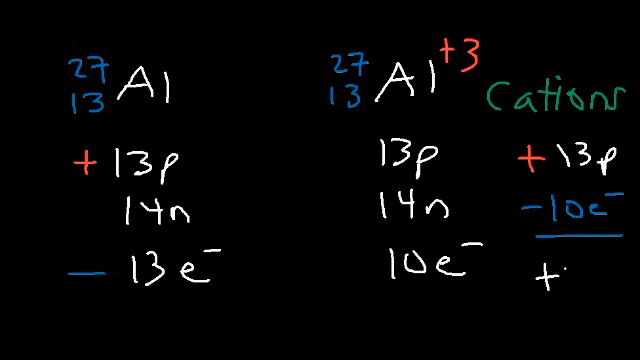 27 13 Al
+ 13p
14n
− 13e⁻
27 13 Al+3
13p
14n
10e⁻
Cations
+ 13p
−10e⁻
+